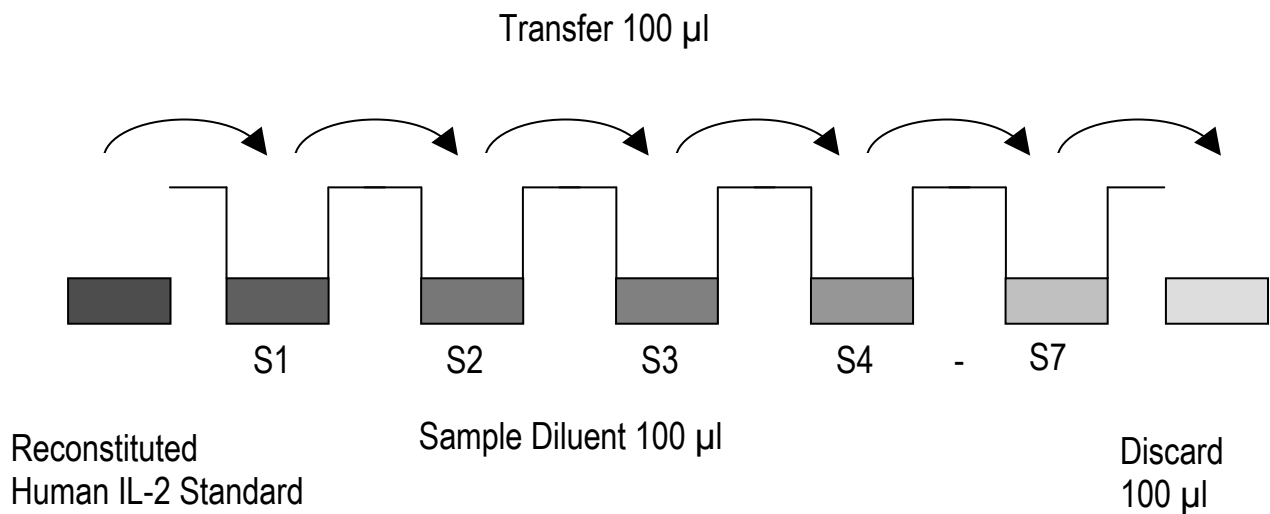 Transfer 100 µl
S1 S2 S3 S4 - S7
Sample Diluent 100 µl
Reconstituted
Human IL-2 Standard
Discard
100 µl